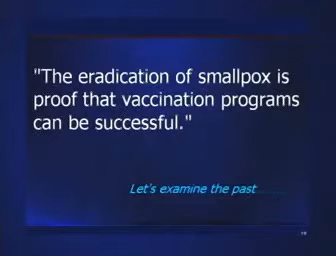 "The eradication of smallpox is
proof that vaccination programs
can be successful."
Let's examine the past.......